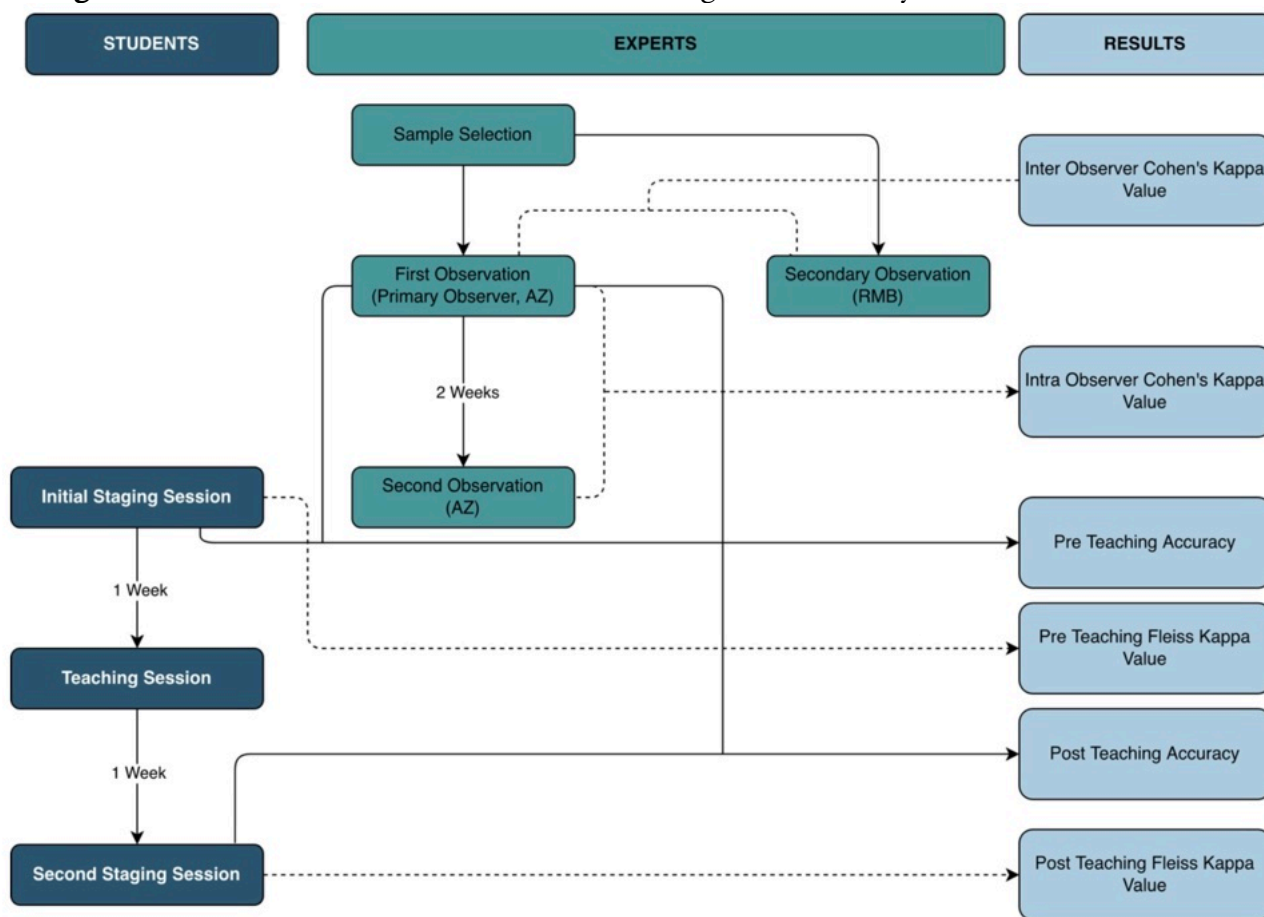 STUDENTS
EXPERTS
RESULTS
Sample Selection
Inter Observer Cohen's Kappa
Value
First Observation
(Primary Observer, AZ)
Secondary Observation
(RMB)
2 Weeks
Intra Observer Cohen's Kappa
Value
Initial Staging Session
Second Observation
(AZ)
Pre Teaching Accuracy
1 Week
Pre Teaching Fleiss Kappa
Value
Teaching Session
Post Teaching Accuracy
1 Week
Second Staging Session
Post Teaching Fleiss Kappa
Value